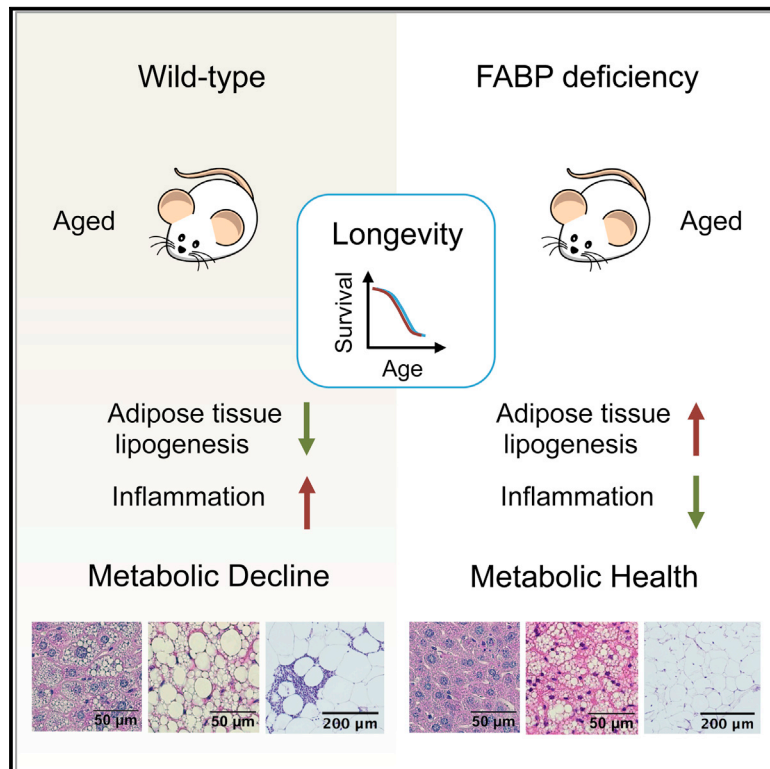 Wild-type
FABP deficiency
Aged
Aged
Longevity
Survival
Age
Adipose tissue
lipogenesis
Inflammation
Adipose tissue
lipogenesis
Inflammation
Metabolic Decline
Metabolic Health
50 µm
50 µm
200 µm
50 µm
50 µm
200 µm